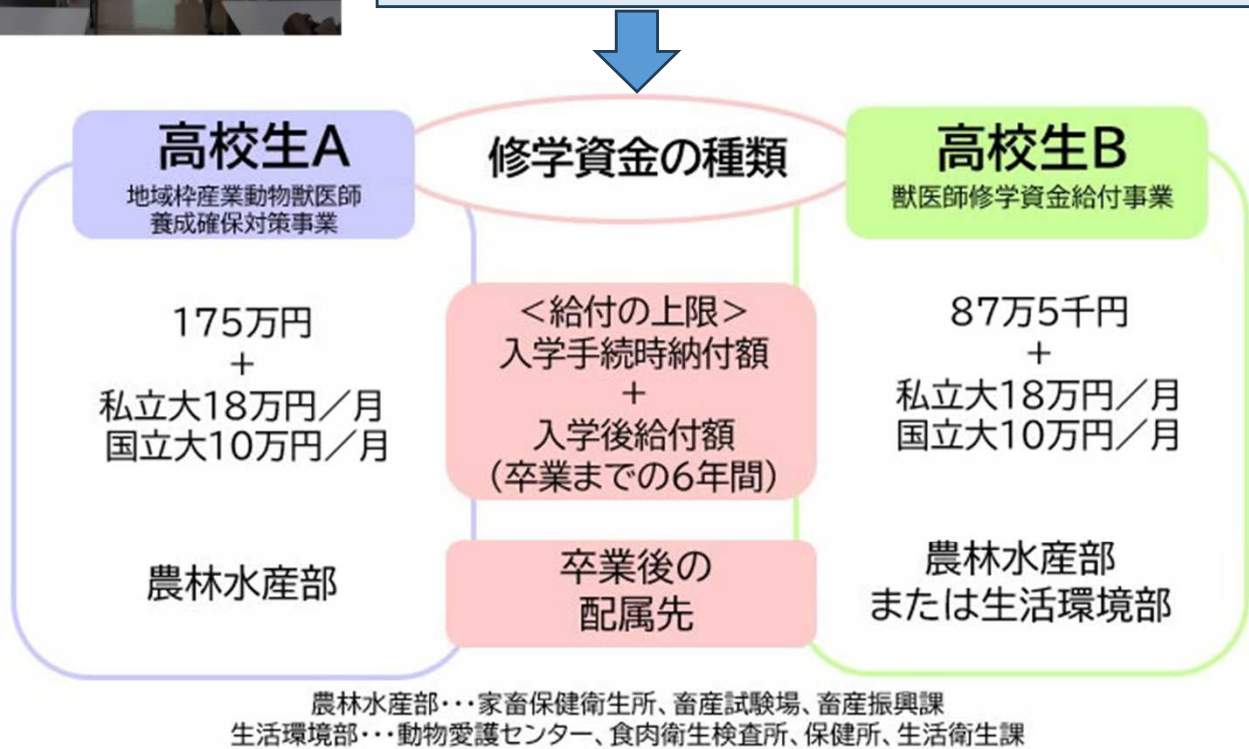 高校生A
地域枠産業動物獣医師
養成確保対策事業
修学資金の種類
高校生B
獣医師修学資金給付事業
175万円
+
私立大18万円／月
国立大10万円／月
＜給付の上限＞
入学手続時納付額
+
入学後給付額
(卒業までの6年間)
87万5千円
+
私立大18万円／月
国立大10万円／月
農林水産部
卒業後の
配属先
農林水産部
または生活環境部
農林水産部･･･家畜保健衛生所、畜産試験場、畜産振興課
生活環境部･･･動物愛護センター、食肉衛生検査所、保健所、生活衛生課